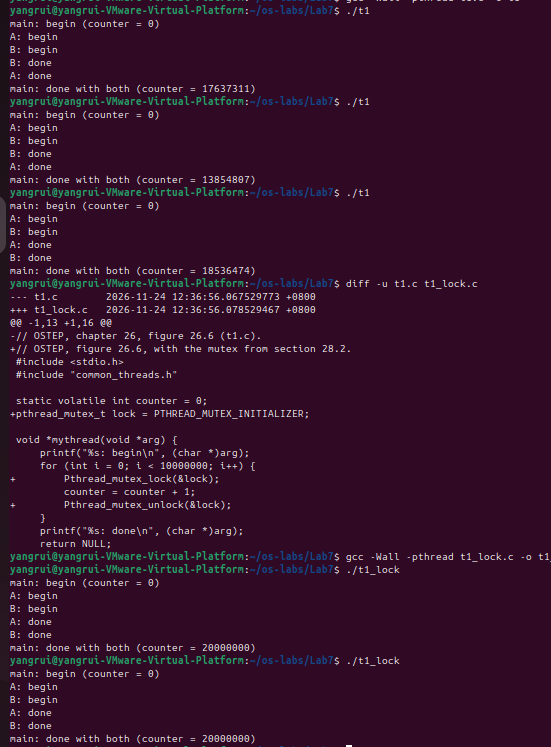 yangrui@yangrui-VMware-Virtual-Platform:~/os-labs/Lab7$ ./t1
main: begin (counter = 0)
A: begin
B: begin
B: done
A: done
main: done with both (counter = 17637311)
yangrui@yangrui-VMware-Virtual-Platform:~/os-labs/Lab7$ ./t1
main: begin (counter = 0)
A: begin
B: begin
B: done
A: done
main: done with both (counter = 13854807)
yangrui@yangrui-VMware-Virtual-Platform:~/os-labs/Lab7$ ./t1
main: begin (counter = 0)
A: begin
B: begin
A: done
B: done
main: done with both (counter = 18536474)
yangrui@yangrui-VMware-Virtual-Platform:~/os-labs/Lab7$ diff -u t1.c t1_lock.c
--- t1.c	2026-11-24 12:36:56.067529773 +0800
+++ t1_lock.c	2026-11-24 12:36:56.078529467 +0800
@@ -1,13 +1,16 @@
-// OSTEP, chapter 26, figure 26.6 (t1.c).
+// OSTEP, figure 26.6, with the mutex from section 28.2.
 #include <stdio.h>
 #include "common_threads.h"

 static volatile int counter = 0;
+pthread_mutex_t lock = PTHREAD_MUTEX_INITIALIZER;

 void *mythread(void *arg) {
     printf("%s: begin\n", (char *)arg);
     for (int i = 0; i < 10000000; i++) {
+        Pthread_mutex_lock(&lock);
         counter = counter + 1;
+        Pthread_mutex_unlock(&lock);
     }
     printf("%s: done\n", (char *)arg);
     return NULL;
yangrui@yangrui-VMware-Virtual-Platform:~/os-labs/Lab7$ gcc -Wall -pthread t1_lock.c -o t1_
yangrui@yangrui-VMware-Virtual-Platform:~/os-labs/Lab7$ ./t1_lock
main: begin (counter = 0)
A: begin
B: begin
A: done
B: done
main: done with both (counter = 20000000)
yangrui@yangrui-VMware-Virtual-Platform:~/os-labs/Lab7$ ./t1_lock
main: begin (counter = 0)
A: begin
B: begin
A: done
B: done
main: done with both (counter = 20000000)